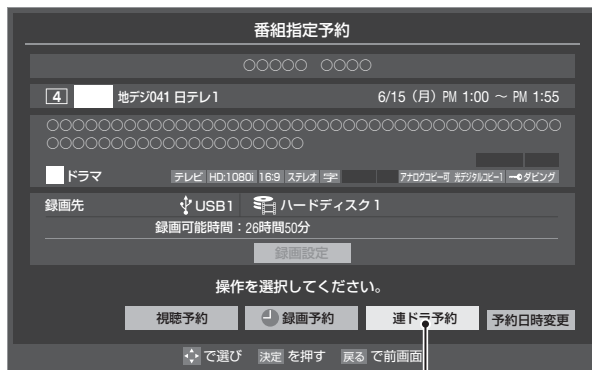 番組指定予約
○○○○○ ○○○○
4 地デジ041 日テレ1 6/15（月）PM 1:00 ～ PM 1:55
○○○○○○○○○○○○○○○○○○○○○○○○○○○○○○○○
○○○○○○○○○○○○○○○○
ドラマ テレビ HD:1080i 16:9 ステレオ 字 アナログコピー可 光デジタルコピー1 ダビング
録画先 USB1 ハードディスク1
録画可能時間：26時間50分
録画設定
操作を選択してください。
視聴予約 録画予約 連ドラ予約 予約日時変更
で選び 決定 を押す 戻る で前画面